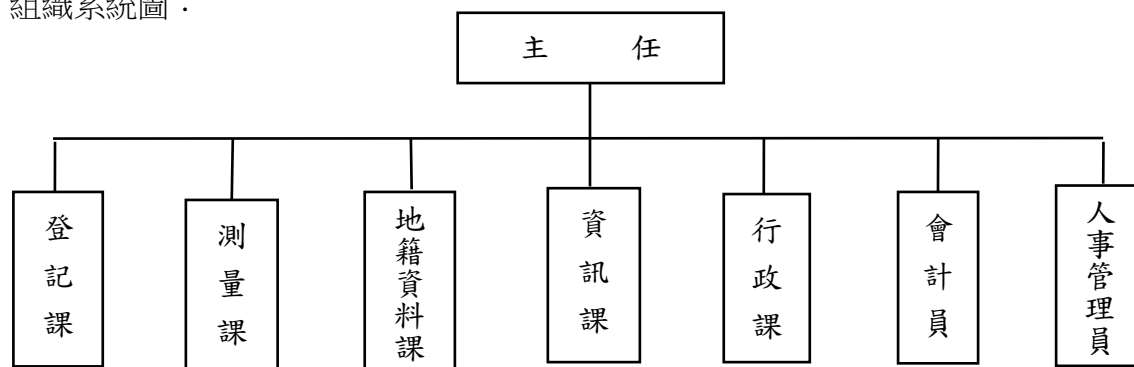 組織系統圖：
主 任
登記課
測量課
地籍資料課
資訊課
行政課
會計員
人事管理員